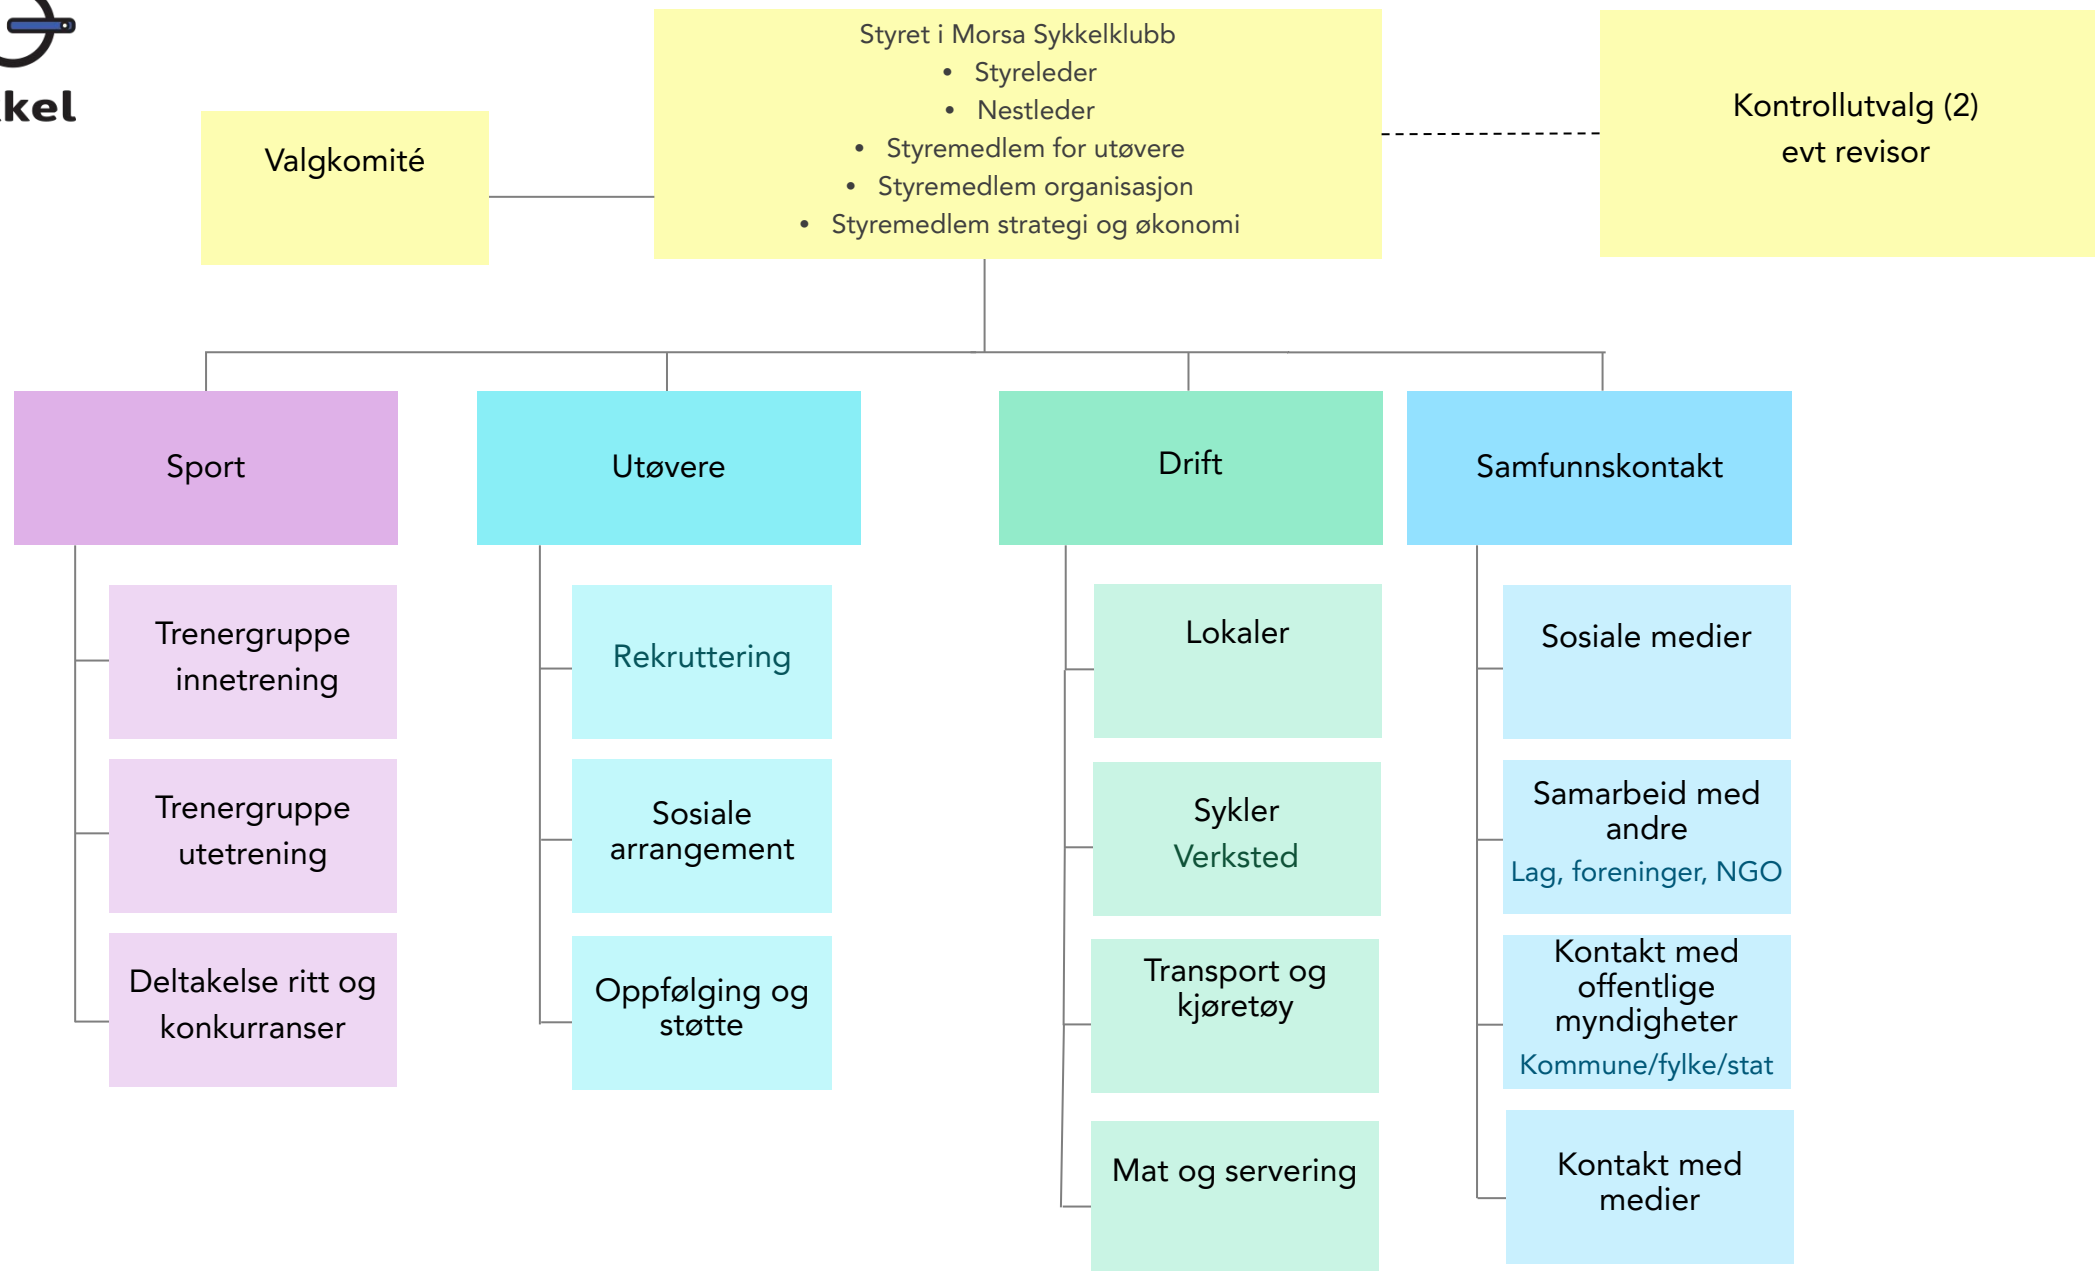 kkel
Valgkomité
Styret i Morsa Sykkelklubb
• Styreleder
• Nestleder
• Styremedlem for utøvere
• Styremedlem organisasjon
• Styremedlem strategi og økonomi
Kontrollutvalg (2)
evt revisor
Sport
Trenergruppe
innetrening
Trenergruppe
utetrening
Deltakelse ritt og
konkurranser
Utøvere
Rekruttering
Sosiale
arrangement
Oppfølging og
støtte
Drift
Lokaler
Sykler
Verksted
Transport og
kjøretøy
Mat og servering
Samfunnskontakt
Sosiale medier
Samarbeid med
andre
Lag, foreninger, NGO
Kontakt med
offentlige
myndigheter
Kommune/fylke/stat
Kontakt med
medier